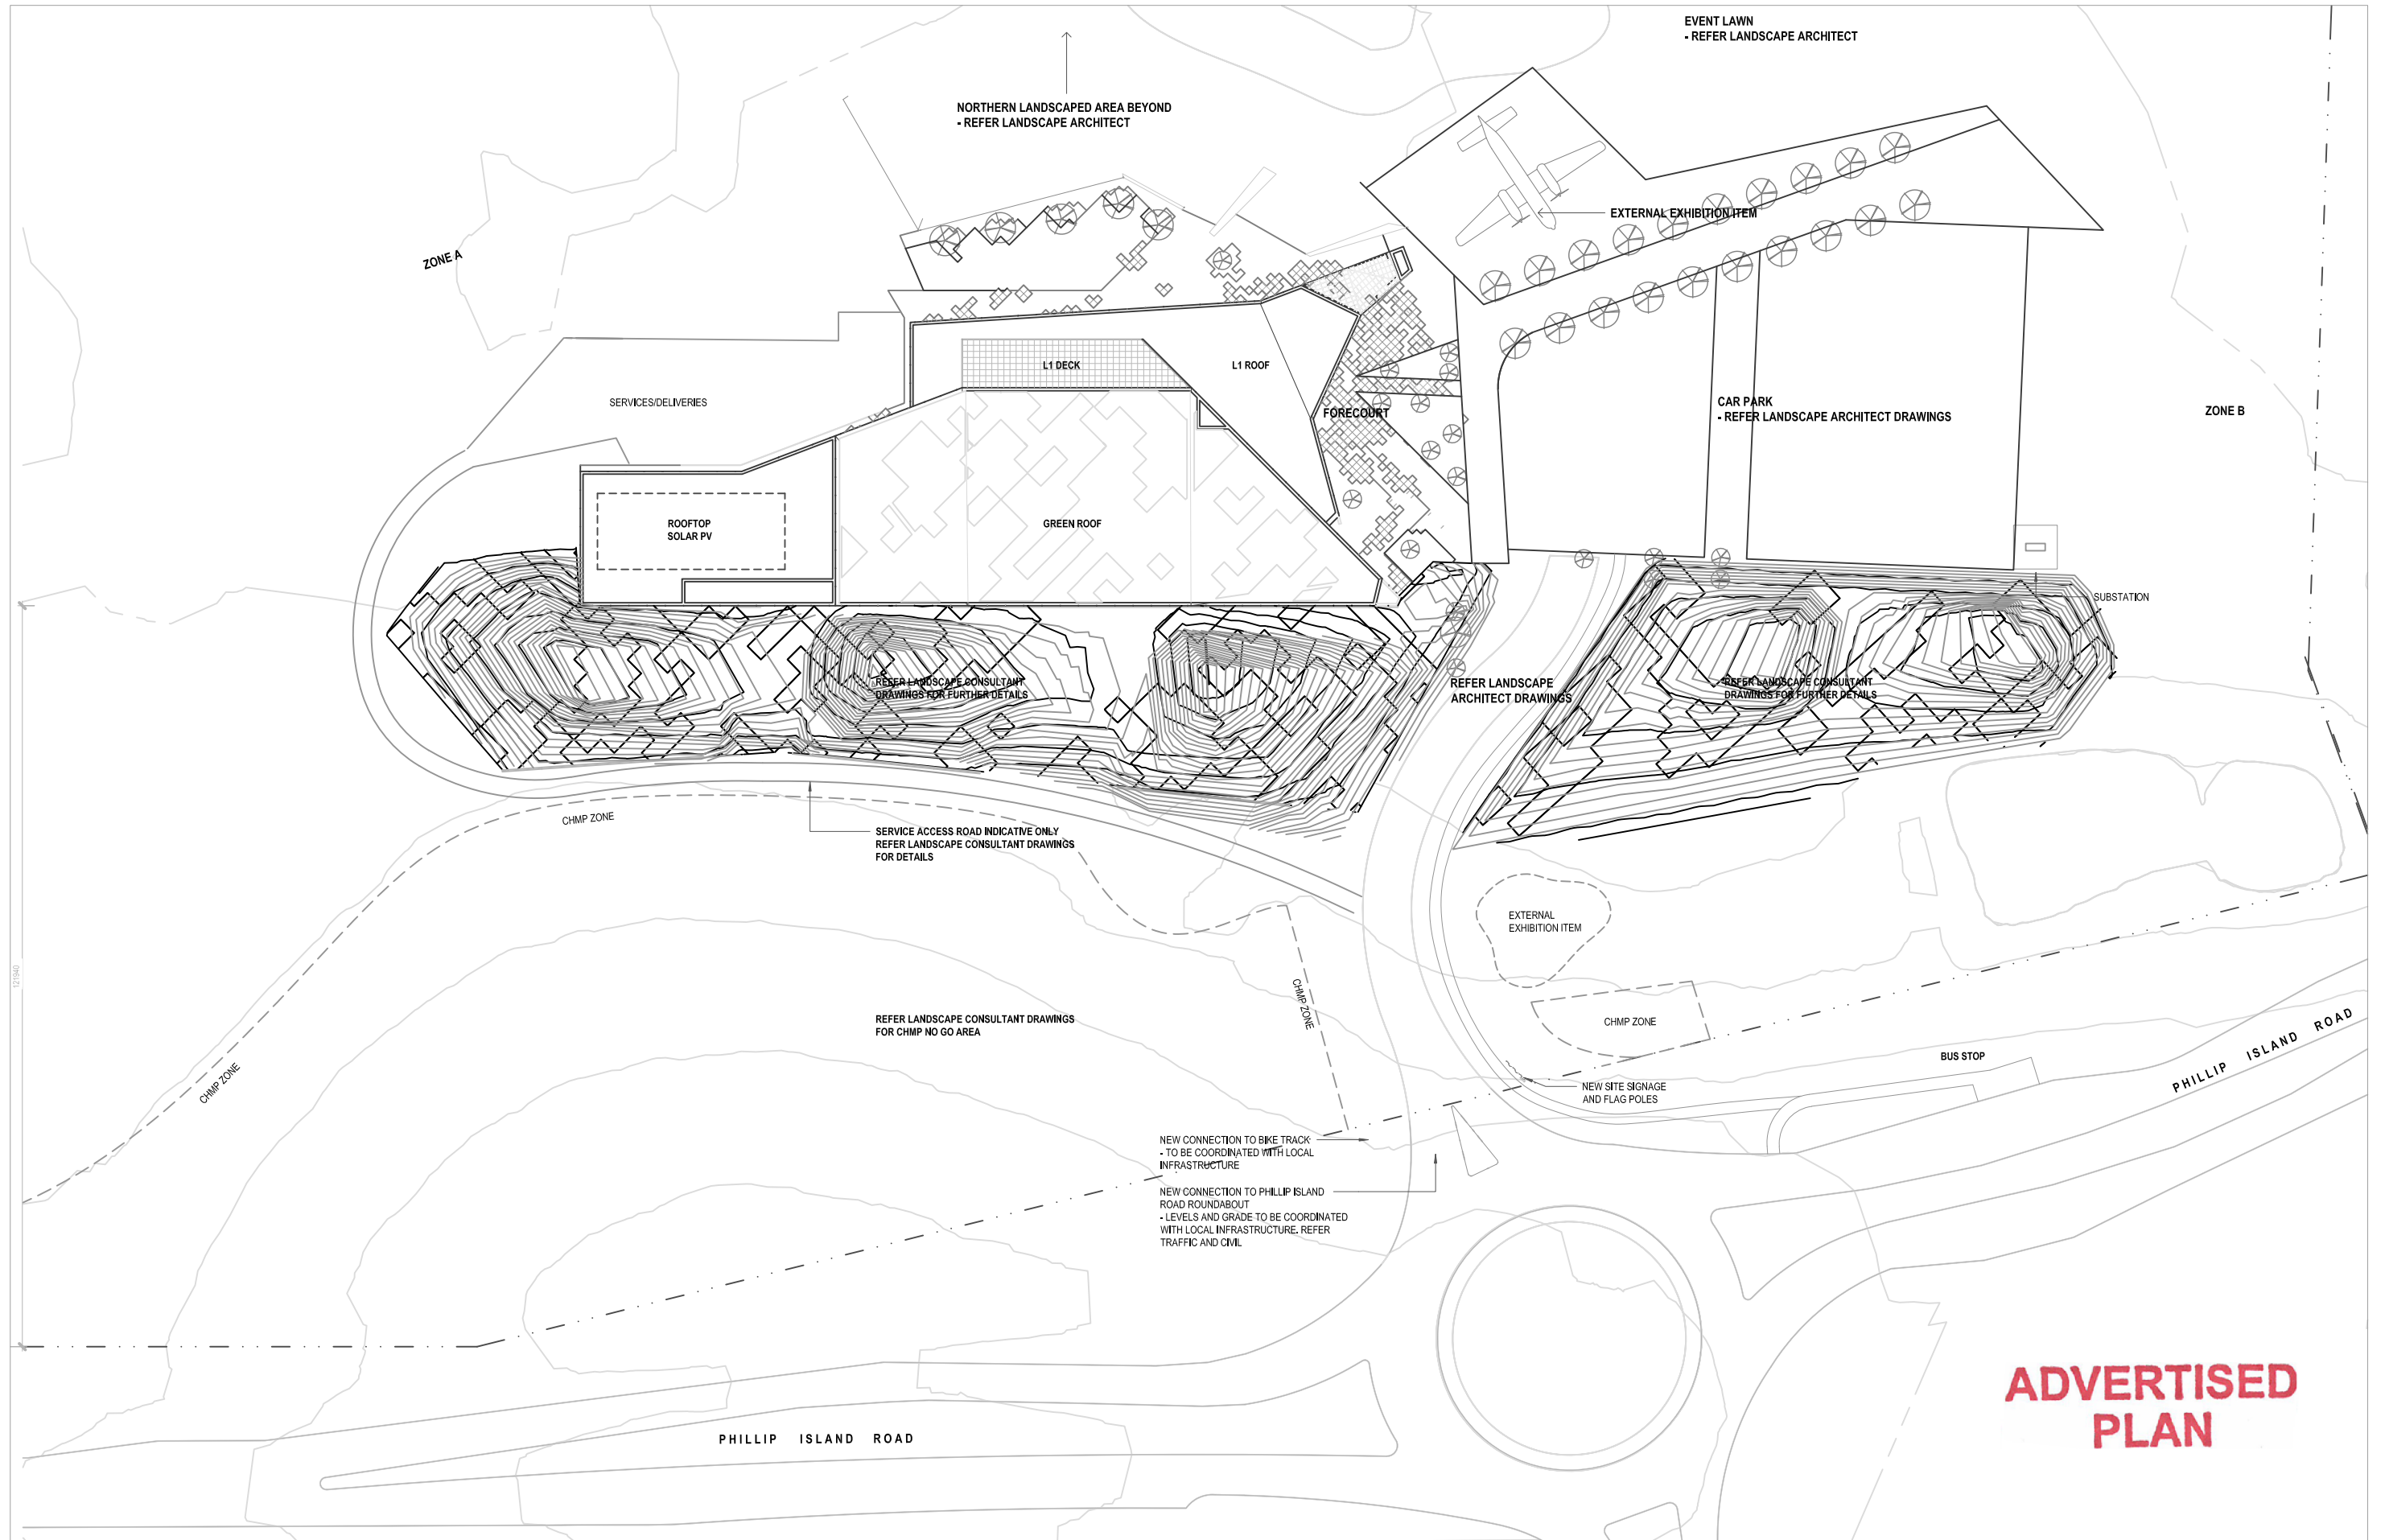 EVENT LAWN
- REFER LANDSCAPE ARCHITECT
NORTHERN LANDSCAPED AREA BEYOND
- REFER LANDSCAPE ARCHITECT
EXTERNAL EXHIBITION ITEM
ZONE A
L1 DECK
L1 ROOF
SERVICES/DELIVERIES
FORECOURT
CAR PARK
- REFER LANDSCAPE ARCHITECT DRAWINGS
ZONE B
ROOFTOP
SOLAR PV
GREEN ROOF
SUBSTATION
REFER LANDSCAPE CONSULTANT
DRAWINGS FOR FURTHER DETAILS
REFER LANDSCAPE
ARCHITECT DRAWINGS
REFER LANDSCAPE CONSULTANT
DRAWINGS FOR FURTHER DETAILS
CHMP ZONE
SERVICE ACCESS ROAD INDICATIVE ONLY
REFER LANDSCAPE CONSULTANT DRAWINGS
FOR DETAILS
EXTERNAL
EXHIBITION ITEM
121940
CHMP ZONE
REFER LANDSCAPE CONSULTANT DRAWINGS
FOR CHMP NO GO AREA
CHMP ZONE
BUS STOP
PHILLIP ISLAND ROAD
CHMP ZONE
NEW SITE SIGNAGE
AND FLAG POLES
NEW CONNECTION TO BIKE TRACK
- TO BE COORDINATED WITH LOCAL
INFRASTRUCTURE
NEW CONNECTION TO PHILLIP ISLAND
ROAD ROUNDABOUT
- LEVELS AND GRADE TO BE COORDINATED
WITH LOCAL INFRASTRUCTURE. REFER
TRAFFIC AND CIVIL
ADVERTISED
PLAN
PHILLIP ISLAND ROAD